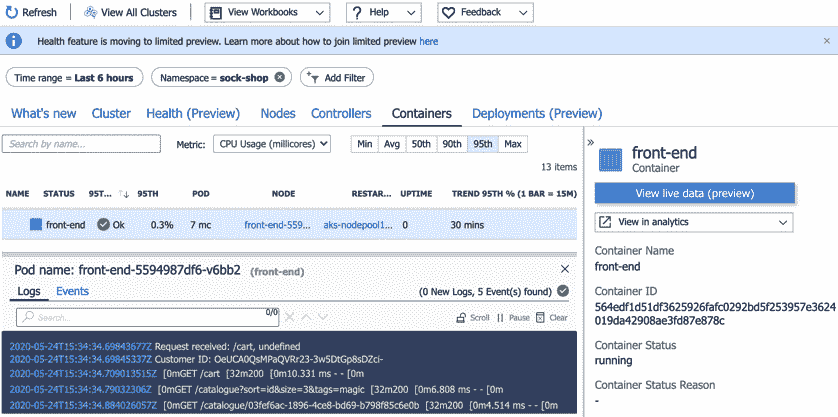 Refresh View All Clusters View Workbooks Help Feedback
Health feature is moving to limited preview. Learn more about how to join limited preview here
Time range = Last 6 hours Namespace = sock-shop Add Filter
What's new Cluster Health (Preview) Nodes Controllers Containers Deployments (Preview)
Search by name... Metric: CPU Usage (millicores) Min Avg 50th 90th 95th Max
13 items
NAME STATUS 95T... 95TH POD NODE RESTAR... UPTIME TREND 95TH % (1 BAR = 15M)
front-end Ok 0.3% 7 mc front-end-559... aks-nodepool1... 0 30 mins
Pod name: front-end-5594987df6-v6bb2 (front-end)
Logs Events (0 New Logs, 5 Event(s) found)
Search... 0/0 Scroll Pause Clear
2020-05-24T15:34:34.69843677Z Request received: /cart, undefined
2020-05-24T15:34:34.69845337Z Customer ID: OeUCA0QsMPaQVRr23-3w5DtGp8sDZci-
2020-05-24T15:34:34.709013515Z [0mGET /cart [32m200 [0m10.331 ms - - [0m
2020-05-24T15:34:34.79032306Z [0mGET /catalogue?sort=id&size=3&tags=magic [32m200 [0m6.808 ms - - [0m
2020-05-24T15:34:34.884026057Z [0mGET /catalogue/03fef6ac-1896-4ce8-bd69-b798f85c6e0b [32m200 [0m4.514 ms - - [0m
front-end
Container
View live data (preview)
View in analytics
Container Name
front-end
Container ID
564edf1d51df3625926fafc0292bd5f253957e3624
019da42908ae3fd87e878c
Container Status
running
Container Status Reason
-